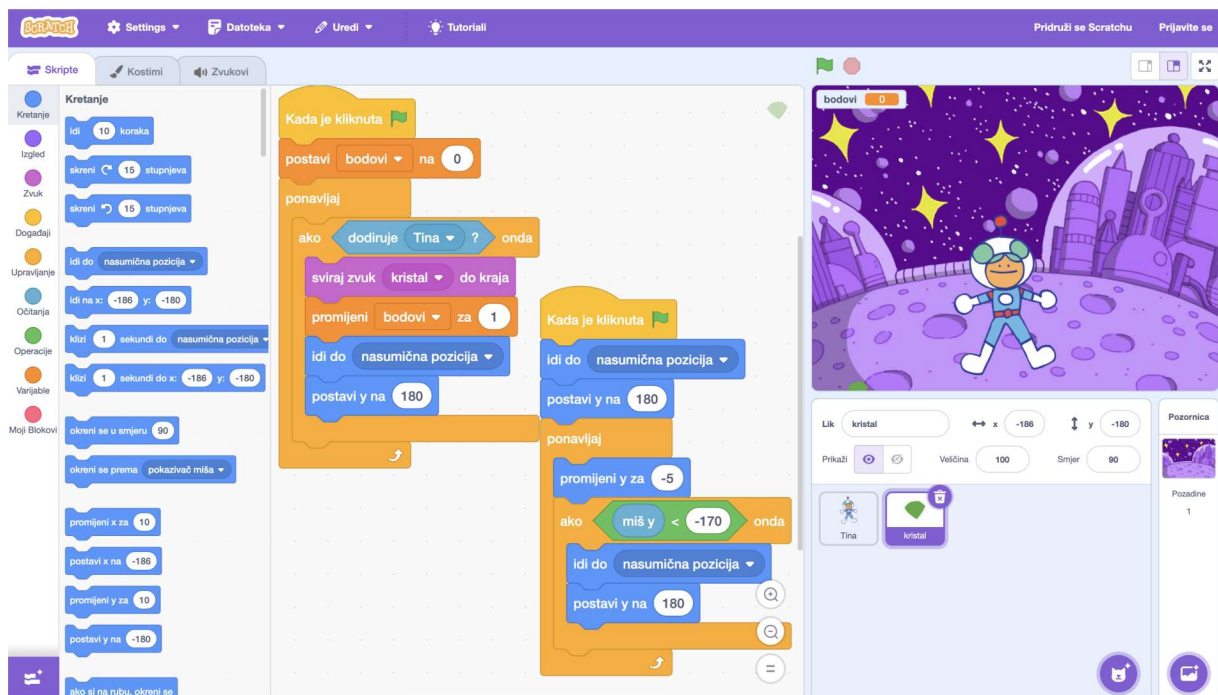 SCRATCH
Settings
Datoteka
Uredi
Tutoriali
Pridruži se Scratchu
Prijavite se
Skripte
Kostimi
Zvukovi
Kretanje
Izgled
Zvuk
Događaji
Upravljanje
Očitanja
Operacije
Varijable
Moji Blokovi
Kretanje
idi 10 koraka
skreni 15 stupnjeva
skreni 15 stupnjeva
idi do nasumična pozicija
idi na x: -186 y: -180
klizi 1 sekundi do nasumična pozicija
klizi 1 sekundi do x: -186 y: -180
okreni se u smjeru 90
okreni se prema pokazivač miša
promijeni x za 10
postavi x na -186
promijeni y za 10
postavi y na -180
ako si na rubu, okreni se
Kada je kliknuta
postavi bodovi na 0
ponavljaj
ako dodiruje Tina ? onda
sviraj zvuk kristal do kraja
promijeni bodovi za 1
idi do nasumična pozicija
postavi y na 180
Kada je kliknuta
idi do nasumična pozicija
postavi y na 180
ponavljaj
promijeni y za -5
ako miš y < -170 onda
idi do nasumična pozicija
postavi y na 180
bodovi 0
Lik kristal x -186 y -180
Prikaži Veličina 100 Smjer 90
Tina
kristal
Pozornica
Pozadine
1